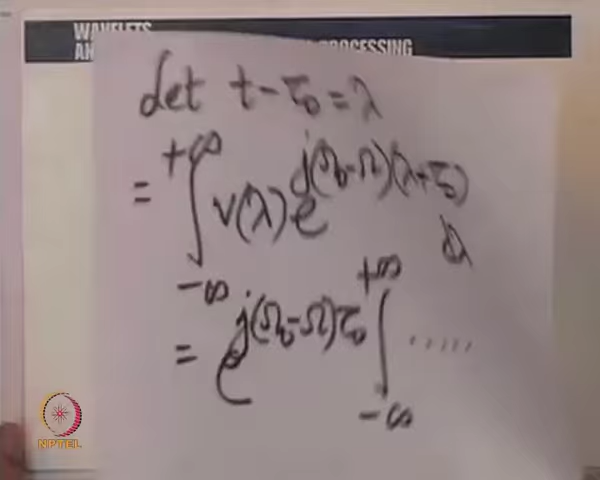 WAVELETS
AN PROCESSING
Let t - τ₀ = λ
= ∫_{-∞}^{+∞} v(λ) e^{j(Ω₀-Ω)(λ+τ₀)} dλ
= e^{j(Ω₀-Ω)τ₀} ∫_{-∞}^{+∞} ......
NPTEL